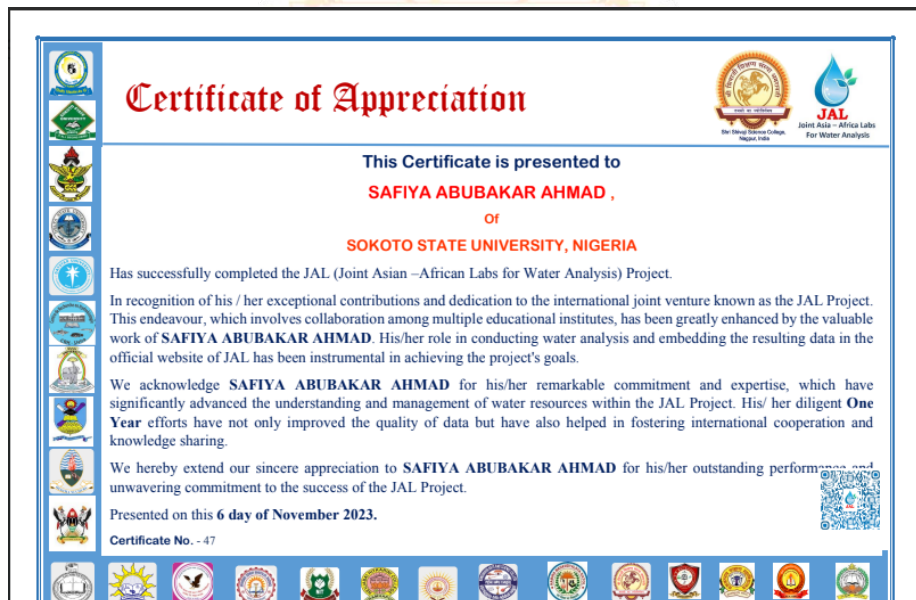 Certificate of Appreciation
Shri Shivaji Science College,
Nagpur, India
JAL
Joint Asia – Africa Labs
For Water Analysis
This Certificate is presented to
SAFIYA ABUBAKAR AHMAD ,
Of
SOKOTO STATE UNIVERSITY, NIGERIA
Has successfully completed the JAL (Joint Asian –African Labs for Water Analysis) Project.
In recognition of his / her exceptional contributions and dedication to the international joint venture known as the JAL Project.
This endeavour, which involves collaboration among multiple educational institutes, has been greatly enhanced by the valuable
work of SAFIYA ABUBAKAR AHMAD. His/her role in conducting water analysis and embedding the resulting data in the
official website of JAL has been instrumental in achieving the project's goals.
We acknowledge SAFIYA ABUBAKAR AHMAD for his/her remarkable commitment and expertise, which have
significantly advanced the understanding and management of water resources within the JAL Project. His/ her diligent One
Year efforts have not only improved the quality of data but have also helped in fostering international cooperation and
knowledge sharing.
We hereby extend our sincere appreciation to SAFIYA ABUBAKAR AHMAD for his/her outstanding performance and
unwavering commitment to the success of the JAL Project.
JAL
Presented on this 6 day of November 2023.
Certificate No. - 47